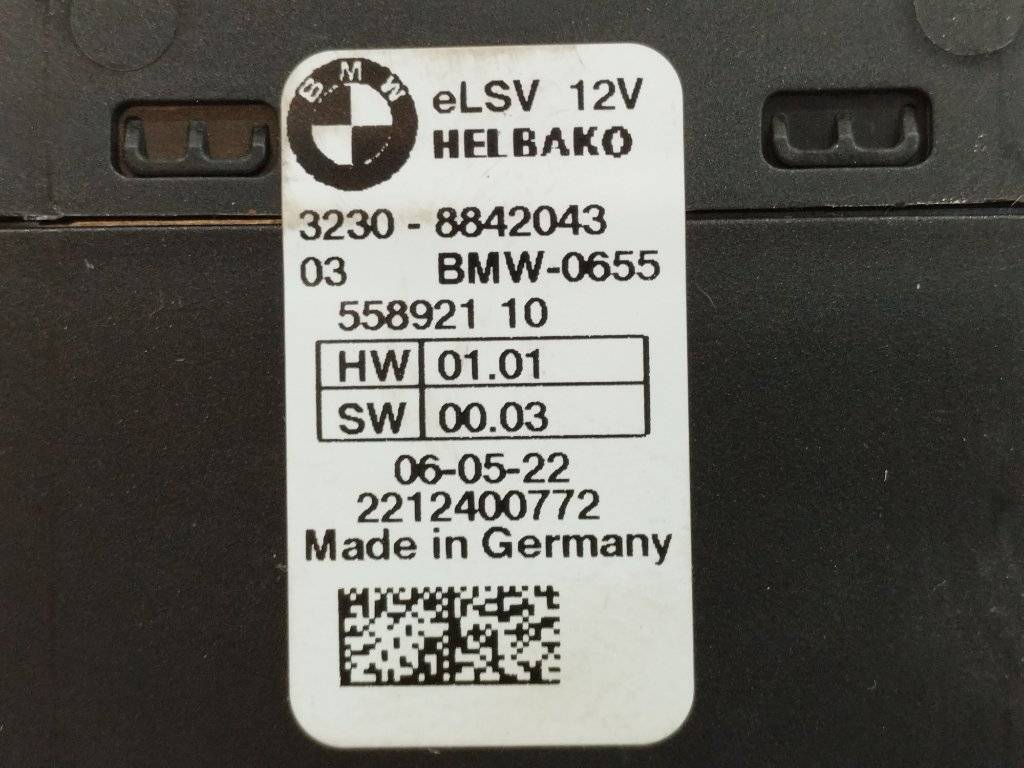 BMW
eLSV 12V
HELBAKO
3230 - 8842043
03 BMW-0655
558921 10
HW 01.01
SW 00.03
06-05-22
2212400772
Made in Germany